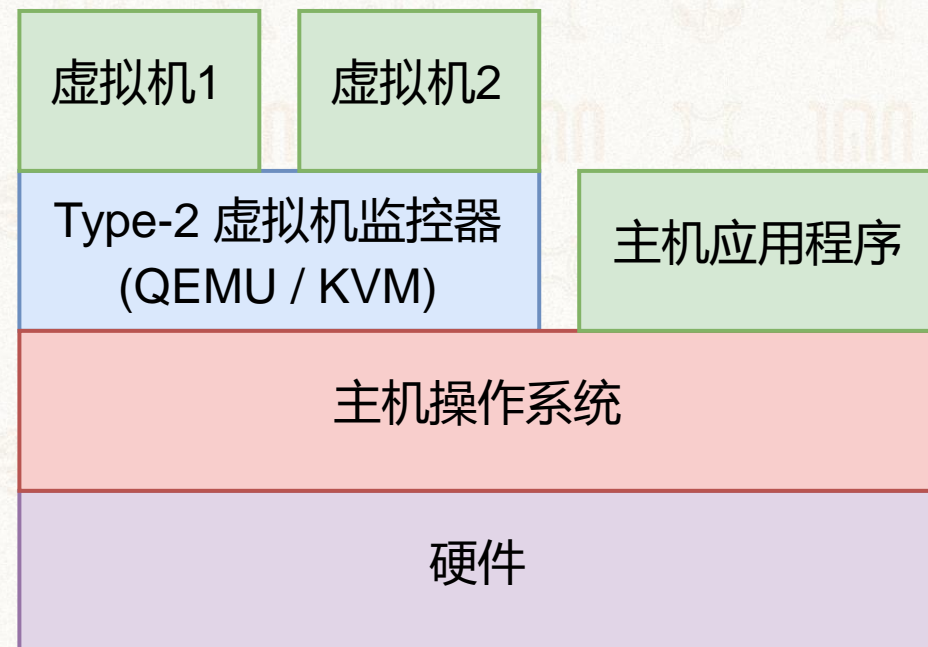 虚拟机1
虚拟机2
Type-2 虚拟机监控器
(QEMU / KVM)
主机应用程序
主机操作系统
硬件